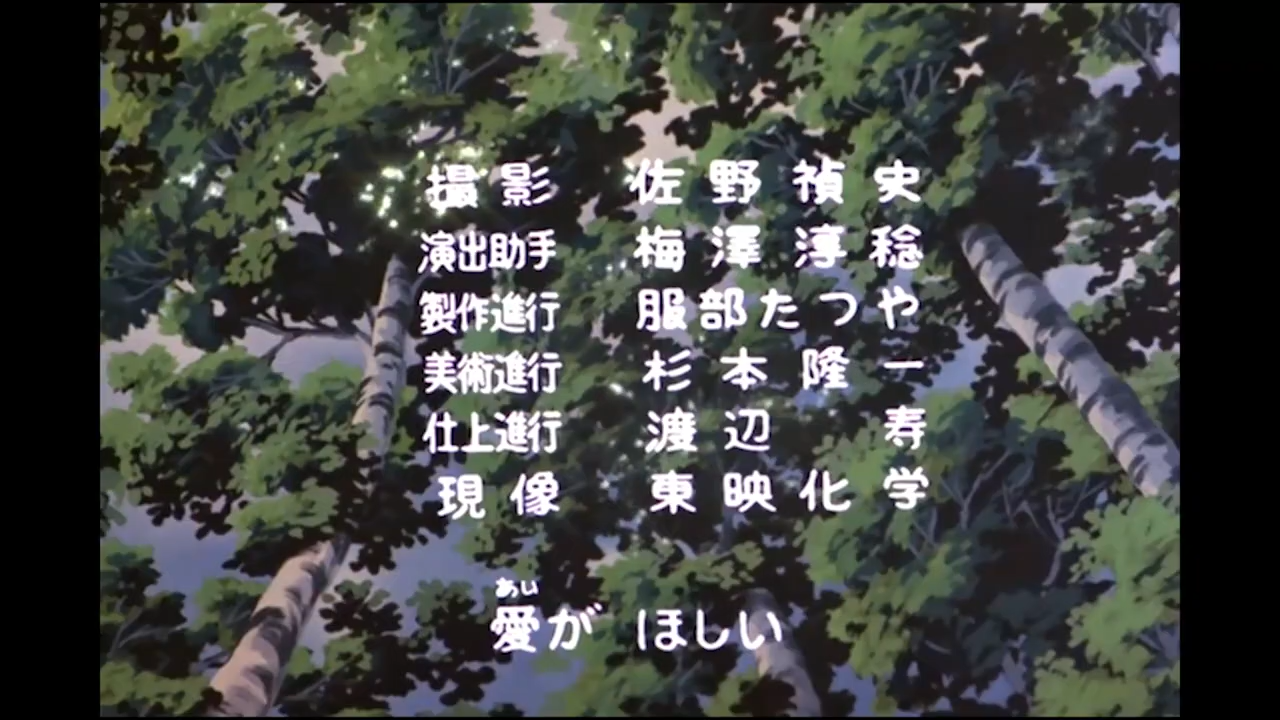 撮影 佐野禎史
演出助手 梅澤淳稔
製作進行 服部たつや
美術進行 杉本隆一
仕上進行 渡辺 寿
現像 東映化学
あい
愛が ほしい